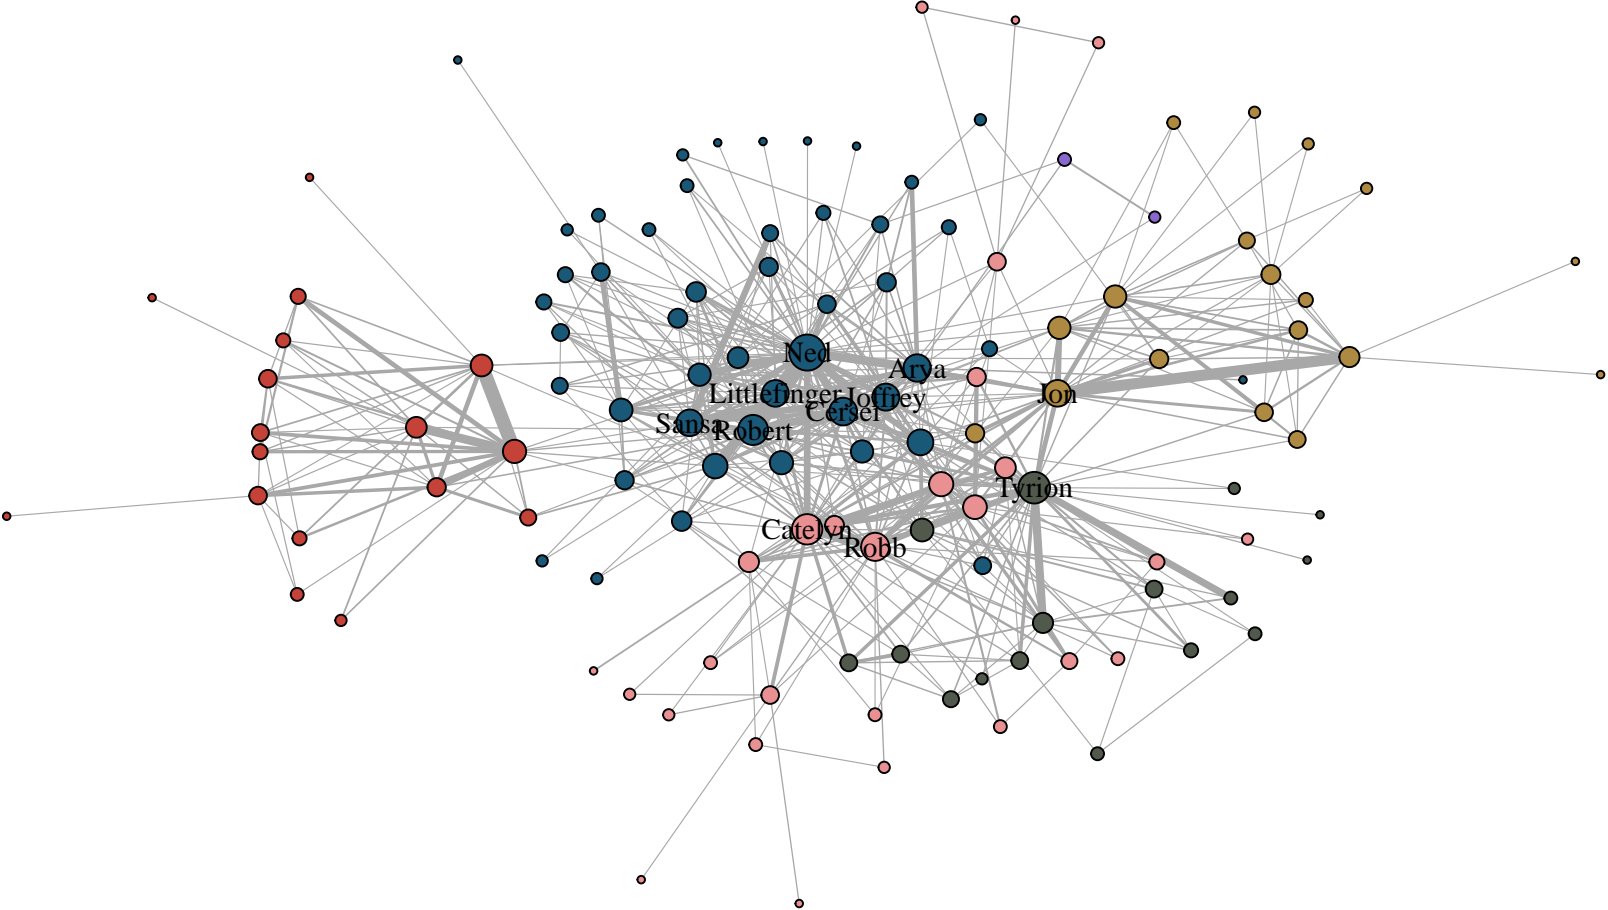 Ned
Arya
Littlefinger
Joffrey
Jon
Cersei
Sansa
Robert
Tyrion
Catelyn
Robb